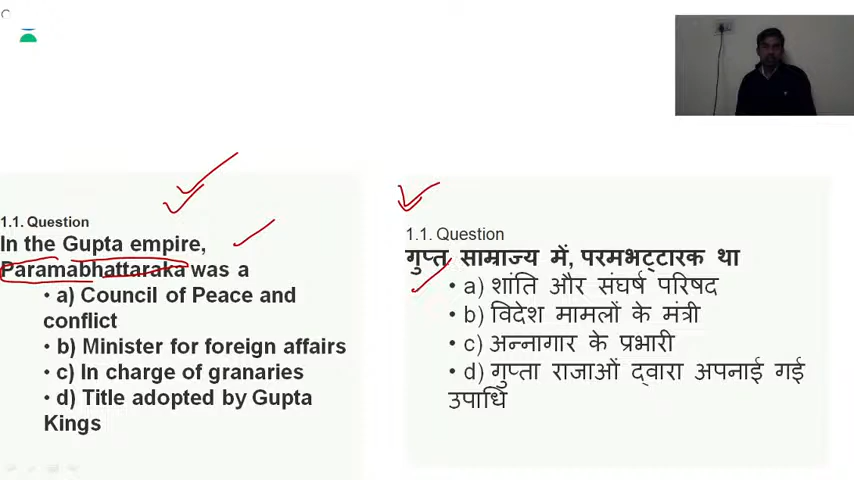 1.1. Question
In the Gupta empire,
Paramabhattaraka was a
• a) Council of Peace and
conflict
• b) Minister for foreign affairs
• c) In charge of granaries
• d) Title adopted by Gupta
Kings
1.1. Question
गुप्त साम्राज्य में, परमभट्टारक था
• a) शांति और संघर्ष परिषद
• b) विदेश मामलों के मंत्री
• c) अन्नागार के प्रभारी
• d) गुप्ता राजाओं द्वारा अपनाई गई
उपाधि